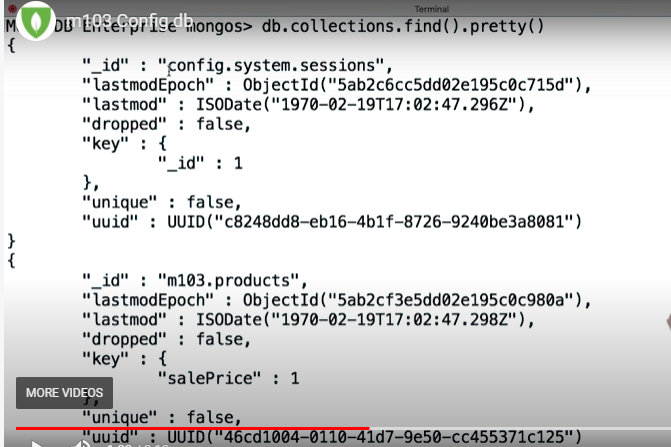 Terminal
m103 Config db
DB Enterprise mongos> db.collections.find().pretty()
{
"_id" : "config.system.sessions",
"lastmodEpoch" : ObjectId("5ab2c6cc5dd02e195c0c715d"),
"lastmod" : ISODate("1970-02-19T17:02:47.296Z"),
"dropped" : false,
"key" : {
"_id" : 1
},
"unique" : false,
"uuid" : UUID("c8248dd8-eb16-4b1f-8726-9240be3a8081")
}
{
"_id" : "m103.products",
"lastmodEpoch" : ObjectId("5ab2cf3e5dd02e195c0c980a"),
"lastmod" : ISODate("1970-02-19T17:02:47.298Z"),
"dropped" : false,
"key" : {
"salePrice" : 1
MORE VIDEOS
},
"unique" : false,
"uuid" : UUID("46cd1004-0110-41d7-9e50-cc455371c125")